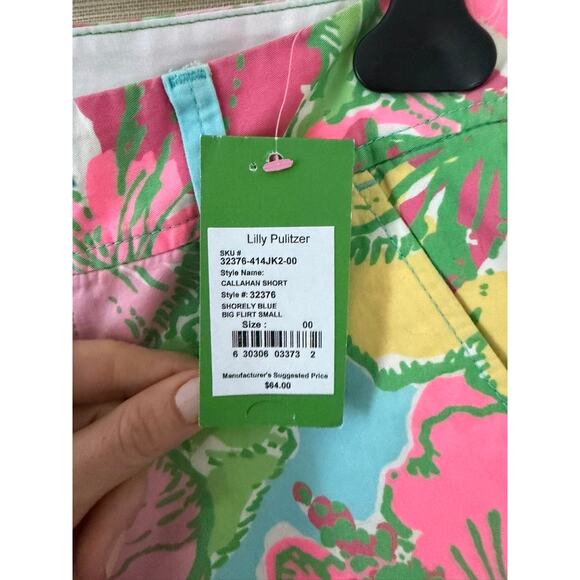 Lilly Pulitzer
SKU #
32376-414JK2-00
Style Name:
CALLAHAN SHORT
Style #: 32376
SHORELY BLUE
BIG FLIRT SMALL
Size : 00
6 30306 03373 2
Manufacturer's Suggested Price
$64.00